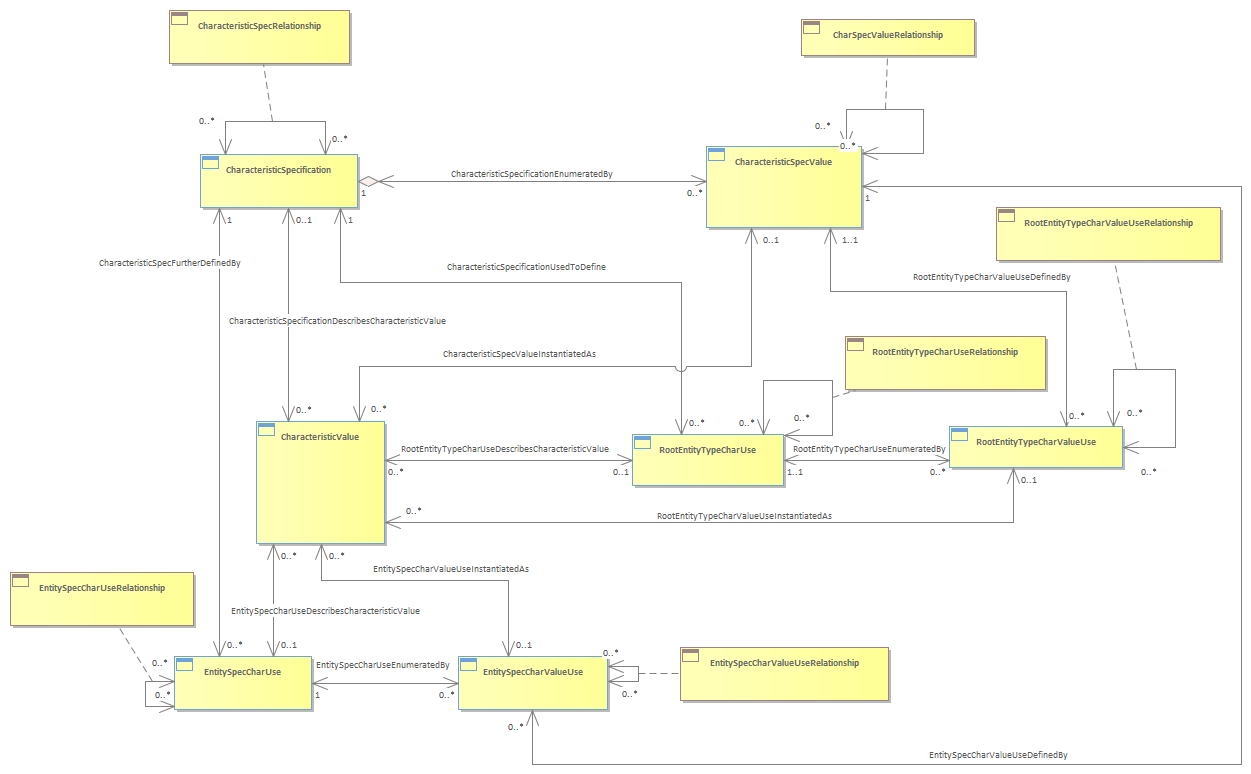 CharacteristicSpecRelationship
CharSpecValueRelationship
0..*
0..*
0..*
0..*
CharacteristicSpecification
CharacteristicSpecValue
CharacteristicSpecificationEnumeratedBy
1
0..*
1
RootEntityTypeCharValueUseRelationship
1
0..1
1
0..1
1..1
CharacteristicSpecFurtherDefinedBy
CharacteristicSpecificationUsedToDefine
RootEntityTypeCharValueUseDefinedBy
CharacteristicSpecificationDescribesCharacteristicValue
CharacteristicSpecValueInstantiatedAs
RootEntityTypeCharUseRelationship
0..*
0..*
0..*
0..*
0..*
0..*
0..*
CharacteristicValue
RootEntityTypeCharUse
RootEntityTypeCharValueUse
RootEntityTypeCharUseDescribesCharacteristicValue
RootEntityTypeCharUseEnumeratedBy
0..*
0..1
1..1
0..*
0..*
0..1
0..*
RootEntityTypeCharValueUseInstantiatedAs
0..*
0..*
EntitySpecCharValueUseInstantiatedAs
EntitySpecCharUseRelationship
EntitySpecCharUseDescribesCharacteristicValue
0..*
0..1
0..1
0..*
0..*
EntitySpecCharUse
EntitySpecCharUseEnumeratedBy
EntitySpecCharValueUse
EntitySpecCharValueUseRelationship
0..*
1
0..*
0..*
0..*
EntitySpecCharValueUseDefinedBy